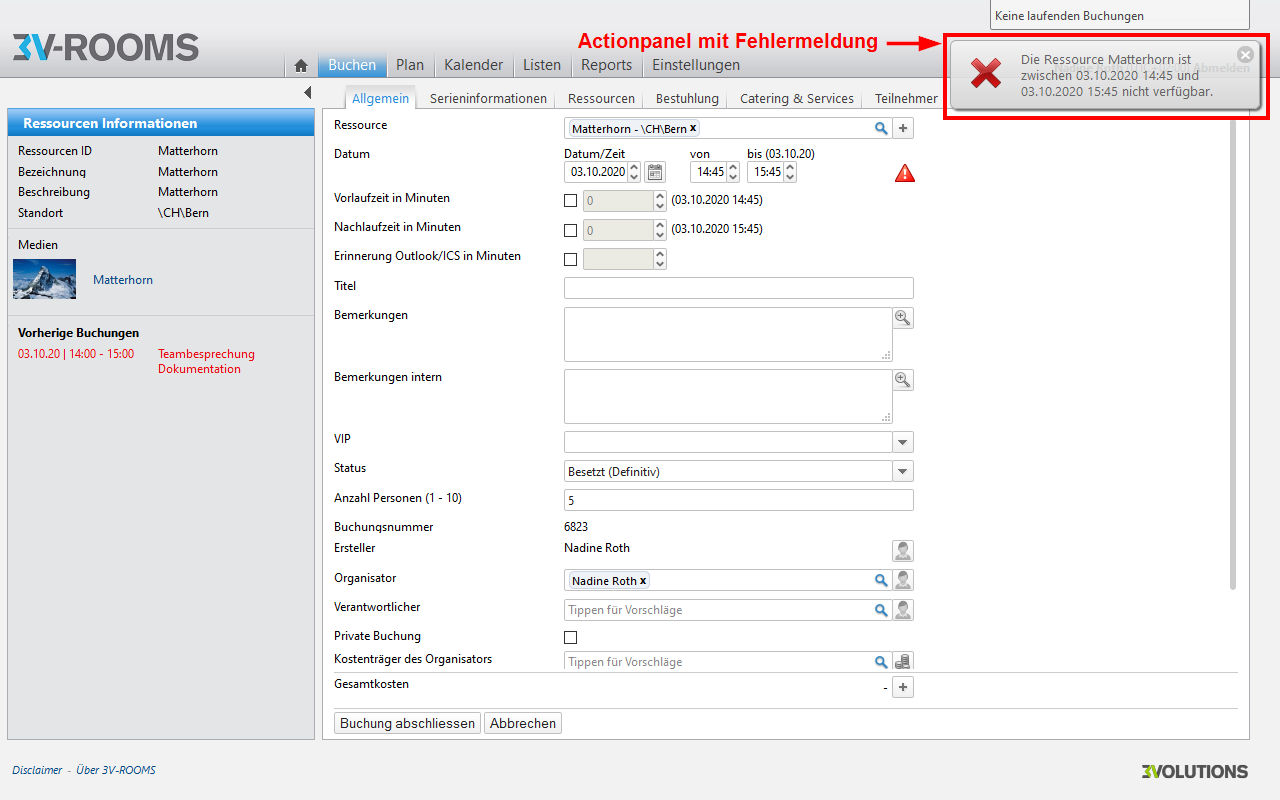 Keine laufenden Buchungen
3V-ROOMS
Actionpanel mit Fehlermeldung
Die Ressource Matterhorn ist
zwischen 03.10.2020 14:45 und
03.10.2020 15:45 nicht verfügbar.
Abmelden
Buchen Plan Kalender Listen Reports Einstellungen
Allgemein Serieninformationen Ressourcen Bestuhlung Catering & Services Teilnehmer
Ressourcen Informationen
Ressourcen ID Matterhorn
Bezeichnung Matterhorn
Beschreibung Matterhorn
Standort \CH\Bern
Medien
Matterhorn
Vorherige Buchungen
03.10.20 | 14:00 - 15:00 Teambesprechung
Dokumentation
Ressource Matterhorn - \CH\Bern x
Datum Datum/Zeit von bis (03.10.20)
03.10.2020 14:45 15:45
Vorlaufzeit in Minuten 0 (03.10.2020 14:45)
Nachlaufzeit in Minuten 0 (03.10.2020 15:45)
Erinnerung Outlook/ICS in Minuten
Titel
Bemerkungen
Bemerkungen intern
VIP
Status Besetzt (Definitiv)
Anzahl Personen (1 - 10) 5
Buchungsnummer 6823
Ersteller Nadine Roth
Organisator Nadine Roth x
Verantwortlicher Tippen für Vorschläge
Private Buchung
Kostenträger des Organisators Tippen für Vorschläge
Gesamtkosten -
Buchung abschliessen Abbrechen
Disclaimer - Über 3V-ROOMS
3VOLUTIONS